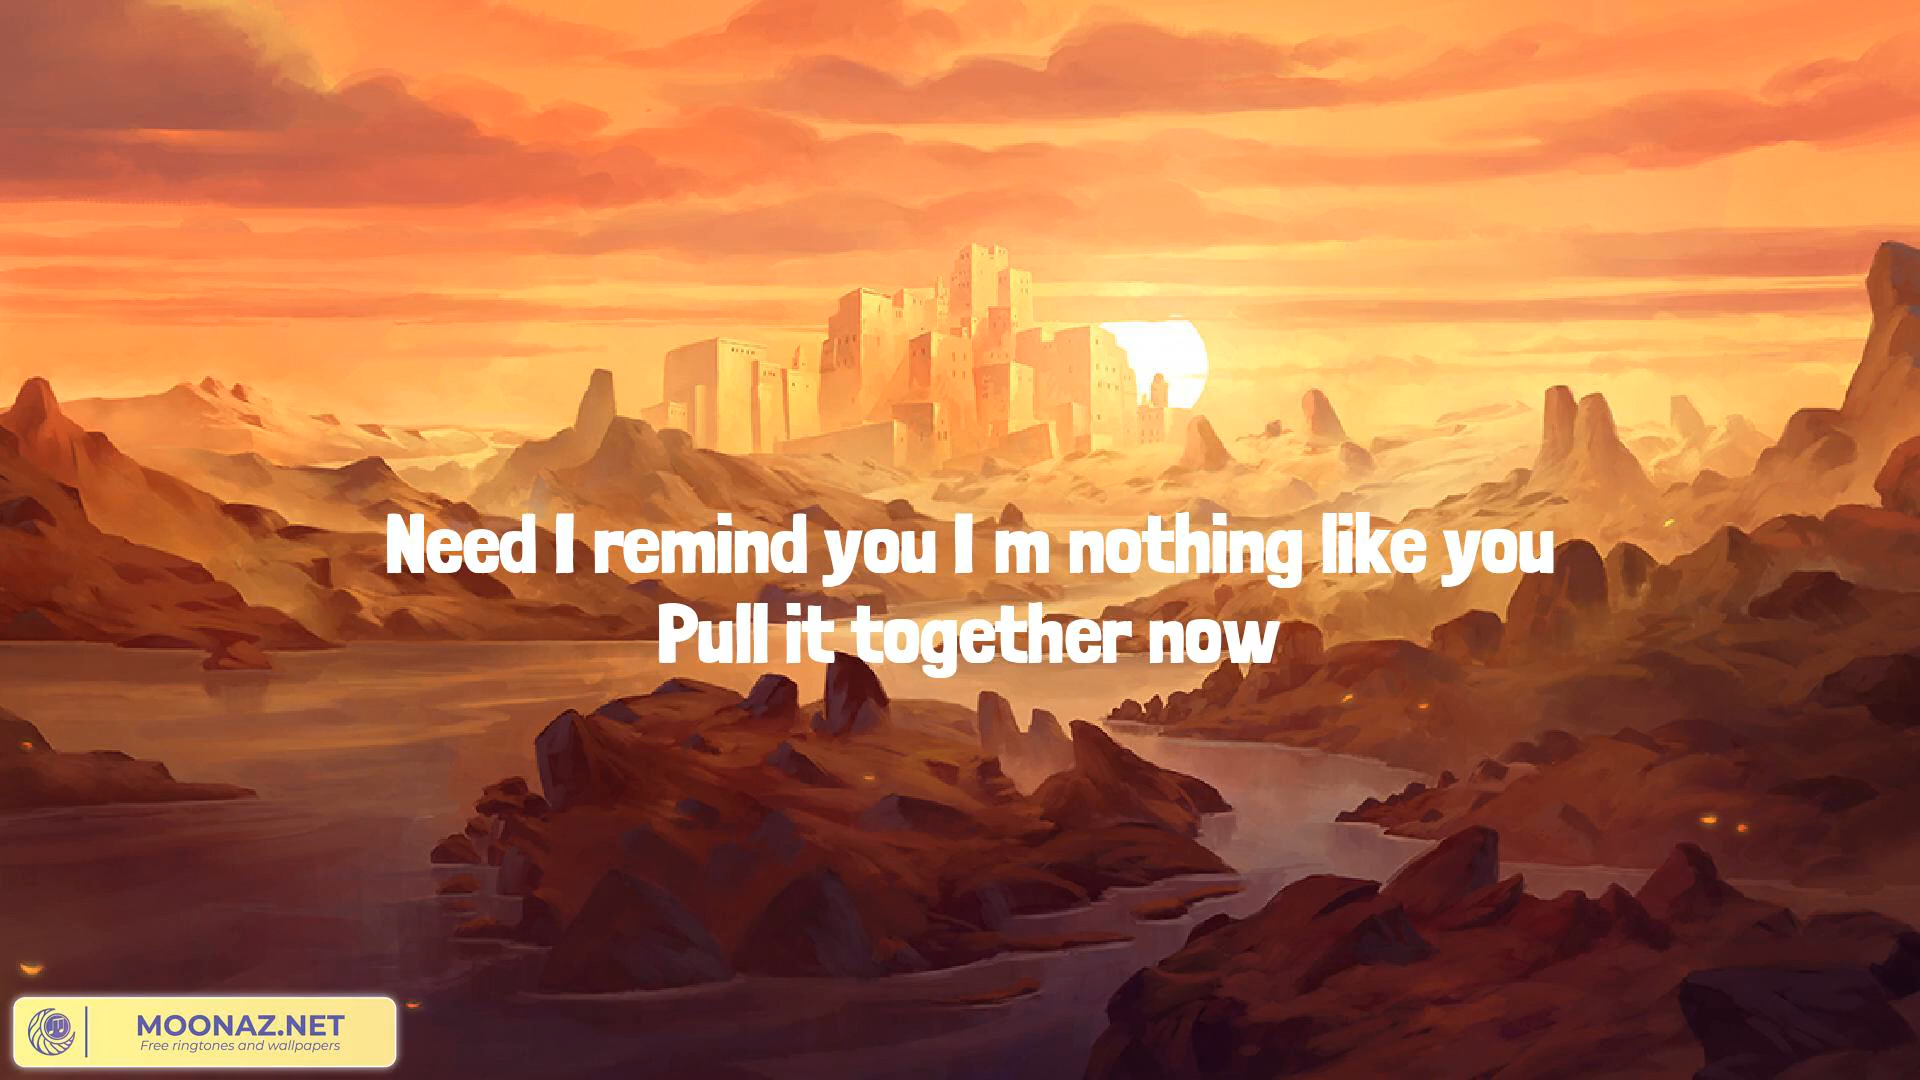 Need I remind you I m nothing like you
Pull it together now
MOONAZ.NET
Free ringtones and wallpapers